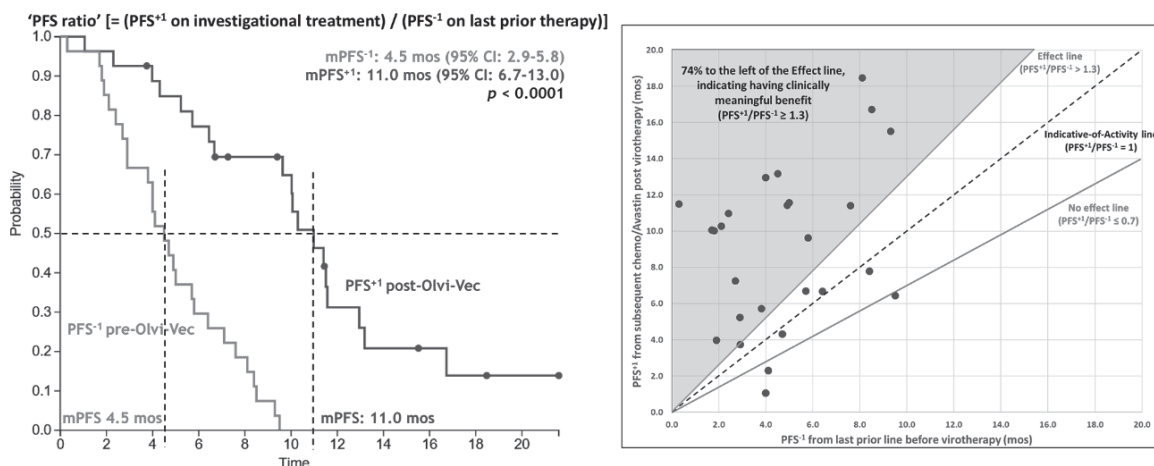 ‘PFS ratio’ [= (PFS⁺¹ on investigational treatment) / (PFS⁻¹ on last prior therapy)]
mPFS⁻¹: 4.5 mos (95% CI: 2.9-5.8)
mPFS⁺¹: 11.0 mos (95% CI: 6.7-13.0)
p < 0.0001
Probability
1.0
0.9
0.8
0.7
0.6
0.5
0.4
0.3
0.2
0.1
0.0
PFS⁺¹ post-Olvi-Vec
PFS⁻¹ pre-Olvi-Vec
mPFS 4.5 mos
mPFS: 11.0 mos
0 2 4 6 8 10 12 14 16 18 20
Time
PFS⁺¹ from subsequent chemo/Avastin post virotherapy (mos)
20.0
18.0
16.0
14.0
12.0
10.0
8.0
6.0
4.0
2.0
0.0
74% to the left of the Effect line,
indicating having clinically
meaningful benefit
(PFS⁺¹/PFS⁻¹ ≥ 1.3)
Effect line
(PFS⁺¹/PFS⁻¹ > 1.3)
Indicative-of-Activity line
(PFS⁺¹/PFS⁻¹ = 1)
No effect line
(PFS⁺¹/PFS⁻¹ ≤ 0.7)
0.0 2.0 4.0 6.0 8.0 10.0 12.0 14.0 16.0 18.0 20.0
PFS⁻¹ from last prior line before virotherapy (mos)